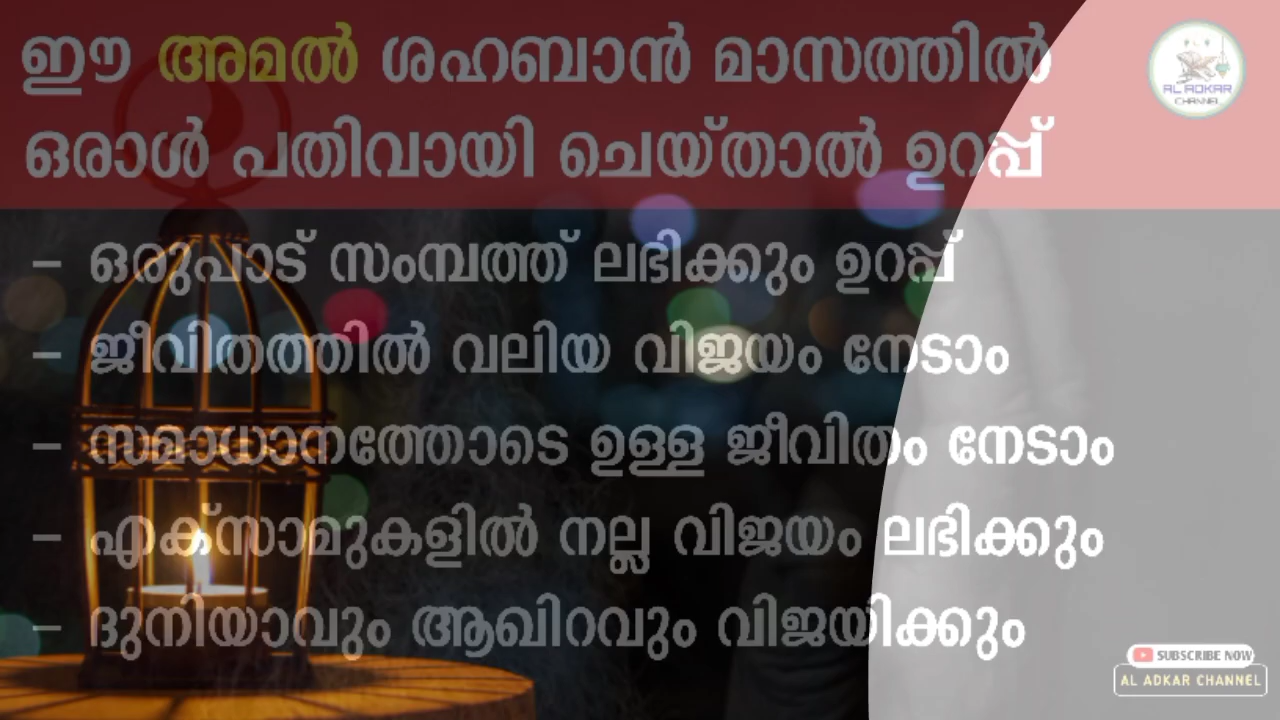 ഈ അമൽ ശഹബാൻ മാസത്തിൽ
ഒരാൾ പതിവായി ചെയ്താൽ ഉറപ്പ്
– ഒരുപാട് സംമ്പത്ത് ലഭിക്കും ഉറപ്പ്
– ജീവിതത്തിൽ വലിയ വിജയം നേടാം
– സമാധാനത്തോടെ ഉള്ള ജീവിതം നേടാം
– എക്സാമുകളിൽ നല്ല വിജയം ലഭിക്കും
– ദുനിയാവും ആഖിറവും വിജയിക്കും
AL ADKAR
CHANNEL
SUBSCRIBE NOW
AL ADKAR CHANNEL